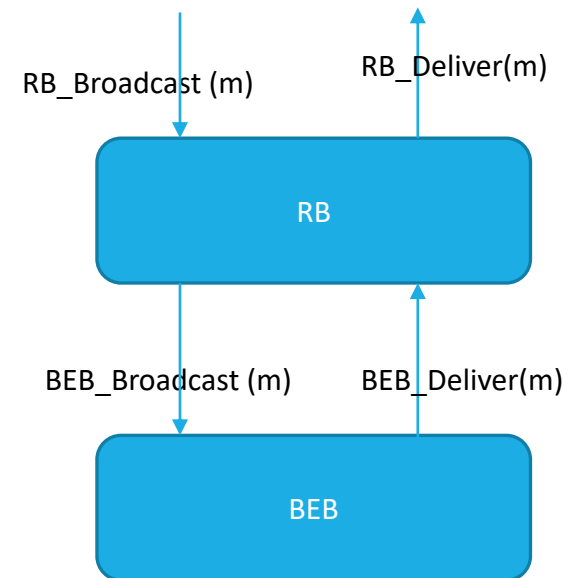 RB_Broadcast (m)
RB_Deliver(m)
RB
BEB_Broadcast (m)
BEB_Deliver(m)
BEB